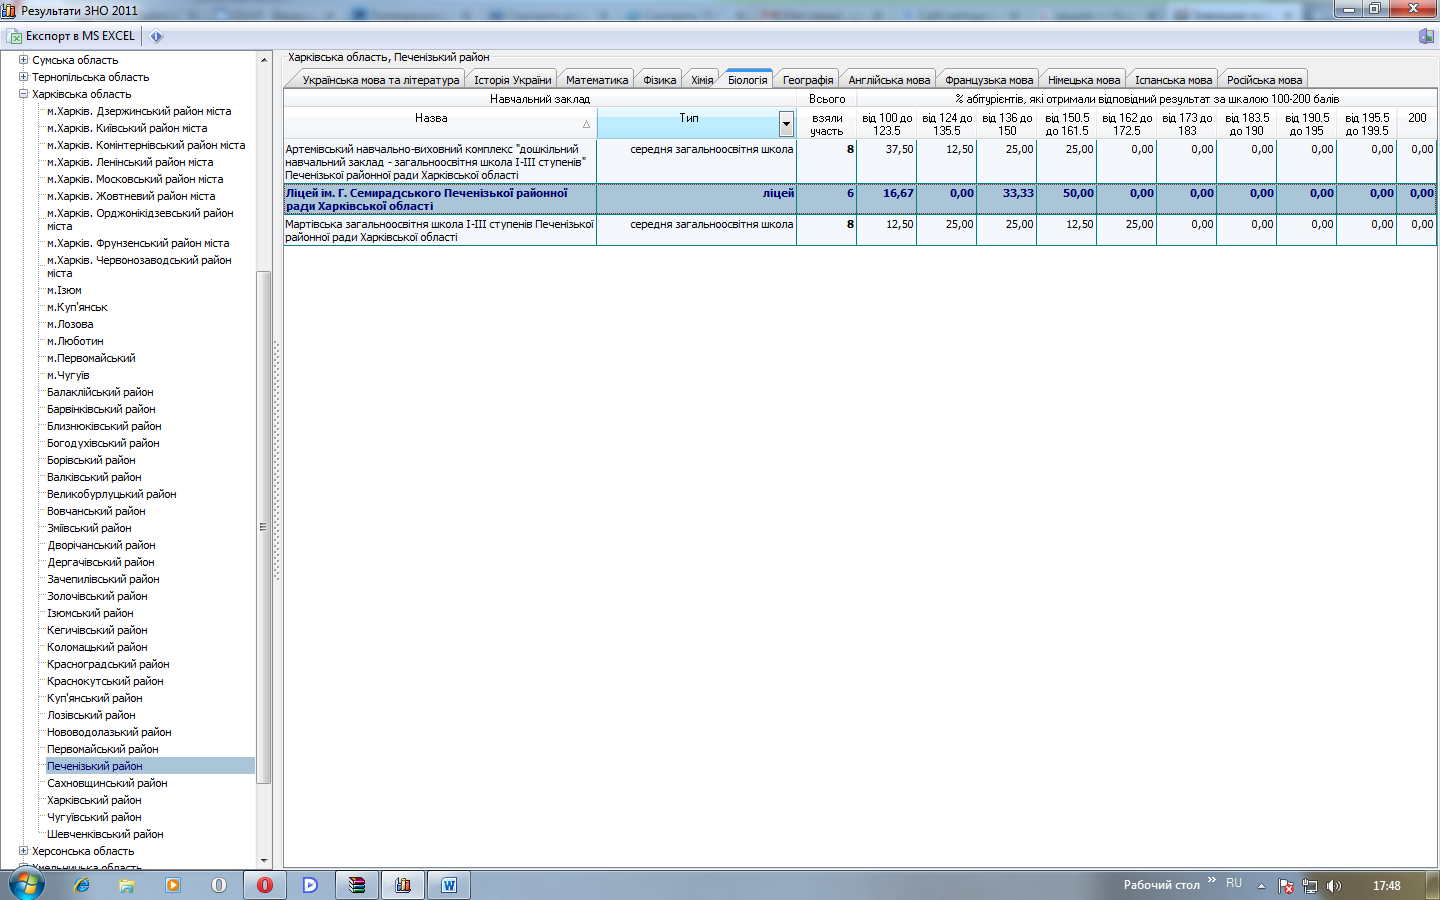 Результати ЗНО 2011
Експорт в MS EXCEL
Сумська область
Тернопільська область
Харківська область
м.Харків. Дзержинський район міста
м.Харків. Київський район міста
м.Харків. Комінтернівський район міста
м.Харків. Ленінський район міста
м.Харків. Московський район міста
м.Харків. Жовтневий район міста
м.Харків. Орджонікідзевський район
міста
м.Харків. Фрунзенський район міста
м.Харків. Червонозаводський район
міста
м.Ізюм
м.Куп'янськ
м.Лозова
м.Люботин
м.Первомайський
м.Чугуїв
Балаклійський район
Барвінківський район
Близнюківський район
Богодухівський район
Борівський район
Валківський район
Великобурлуцький район
Вовчанський район
Зміївський район
Дворічанський район
Дергачівський район
Зачепилівський район
Золочівський район
Ізюмський район
Кегичівський район
Коломацький район
Красноградський район
Краснокутський район
Куп'янський район
Лозівський район
Нововодолазький район
Первомайський район
Печенізький район
Сахновщинський район
Харківський район
Чугуївський район
Шевченківський район
Херсонська область
Хмельницька область
Харківська область, Печенізький район
Українська мова та література Історія України Математика Фізика Хімія Біологія Географія Англійська мова Французька мова Німецька мова Іспанська мова Російська мова
Навчальний заклад Всього % абітурієнтів, які отримали відповідний результат за шкалою 100-200 балів
Назва Тип взяли участь від 100 до 123.5 від 124 до 135.5 від 136 до 150 від 150.5 до 161.5 від 162 до 172.5 від 173 до 183 від 183.5 до 190 від 190.5 до 195 від 195.5 до 199.5 200
Артемівський навчально-виховний комплекс "дошкільний середня загальноосвітня школа 8 37,50 12,50 25,00 25,00 0,00 0,00 0,00 0,00 0,00 0,00
навчальний заклад - загальноосвітня школа І-ІІІ ступенів"
Печенізької районної ради Харківської області
Ліцей ім. Г. Семирадського Печенізької районної ліцей 6 16,67 0,00 33,33 50,00 0,00 0,00 0,00 0,00 0,00 0,00
ради Харківської області
Мартівська загальноосвітня школа І-ІІІ ступенів Печенізької середня загальноосвітня школа 8 12,50 25,00 25,00 12,50 25,00 0,00 0,00 0,00 0,00 0,00
районної ради Харківської області
Рабочий стол » RU 17:48